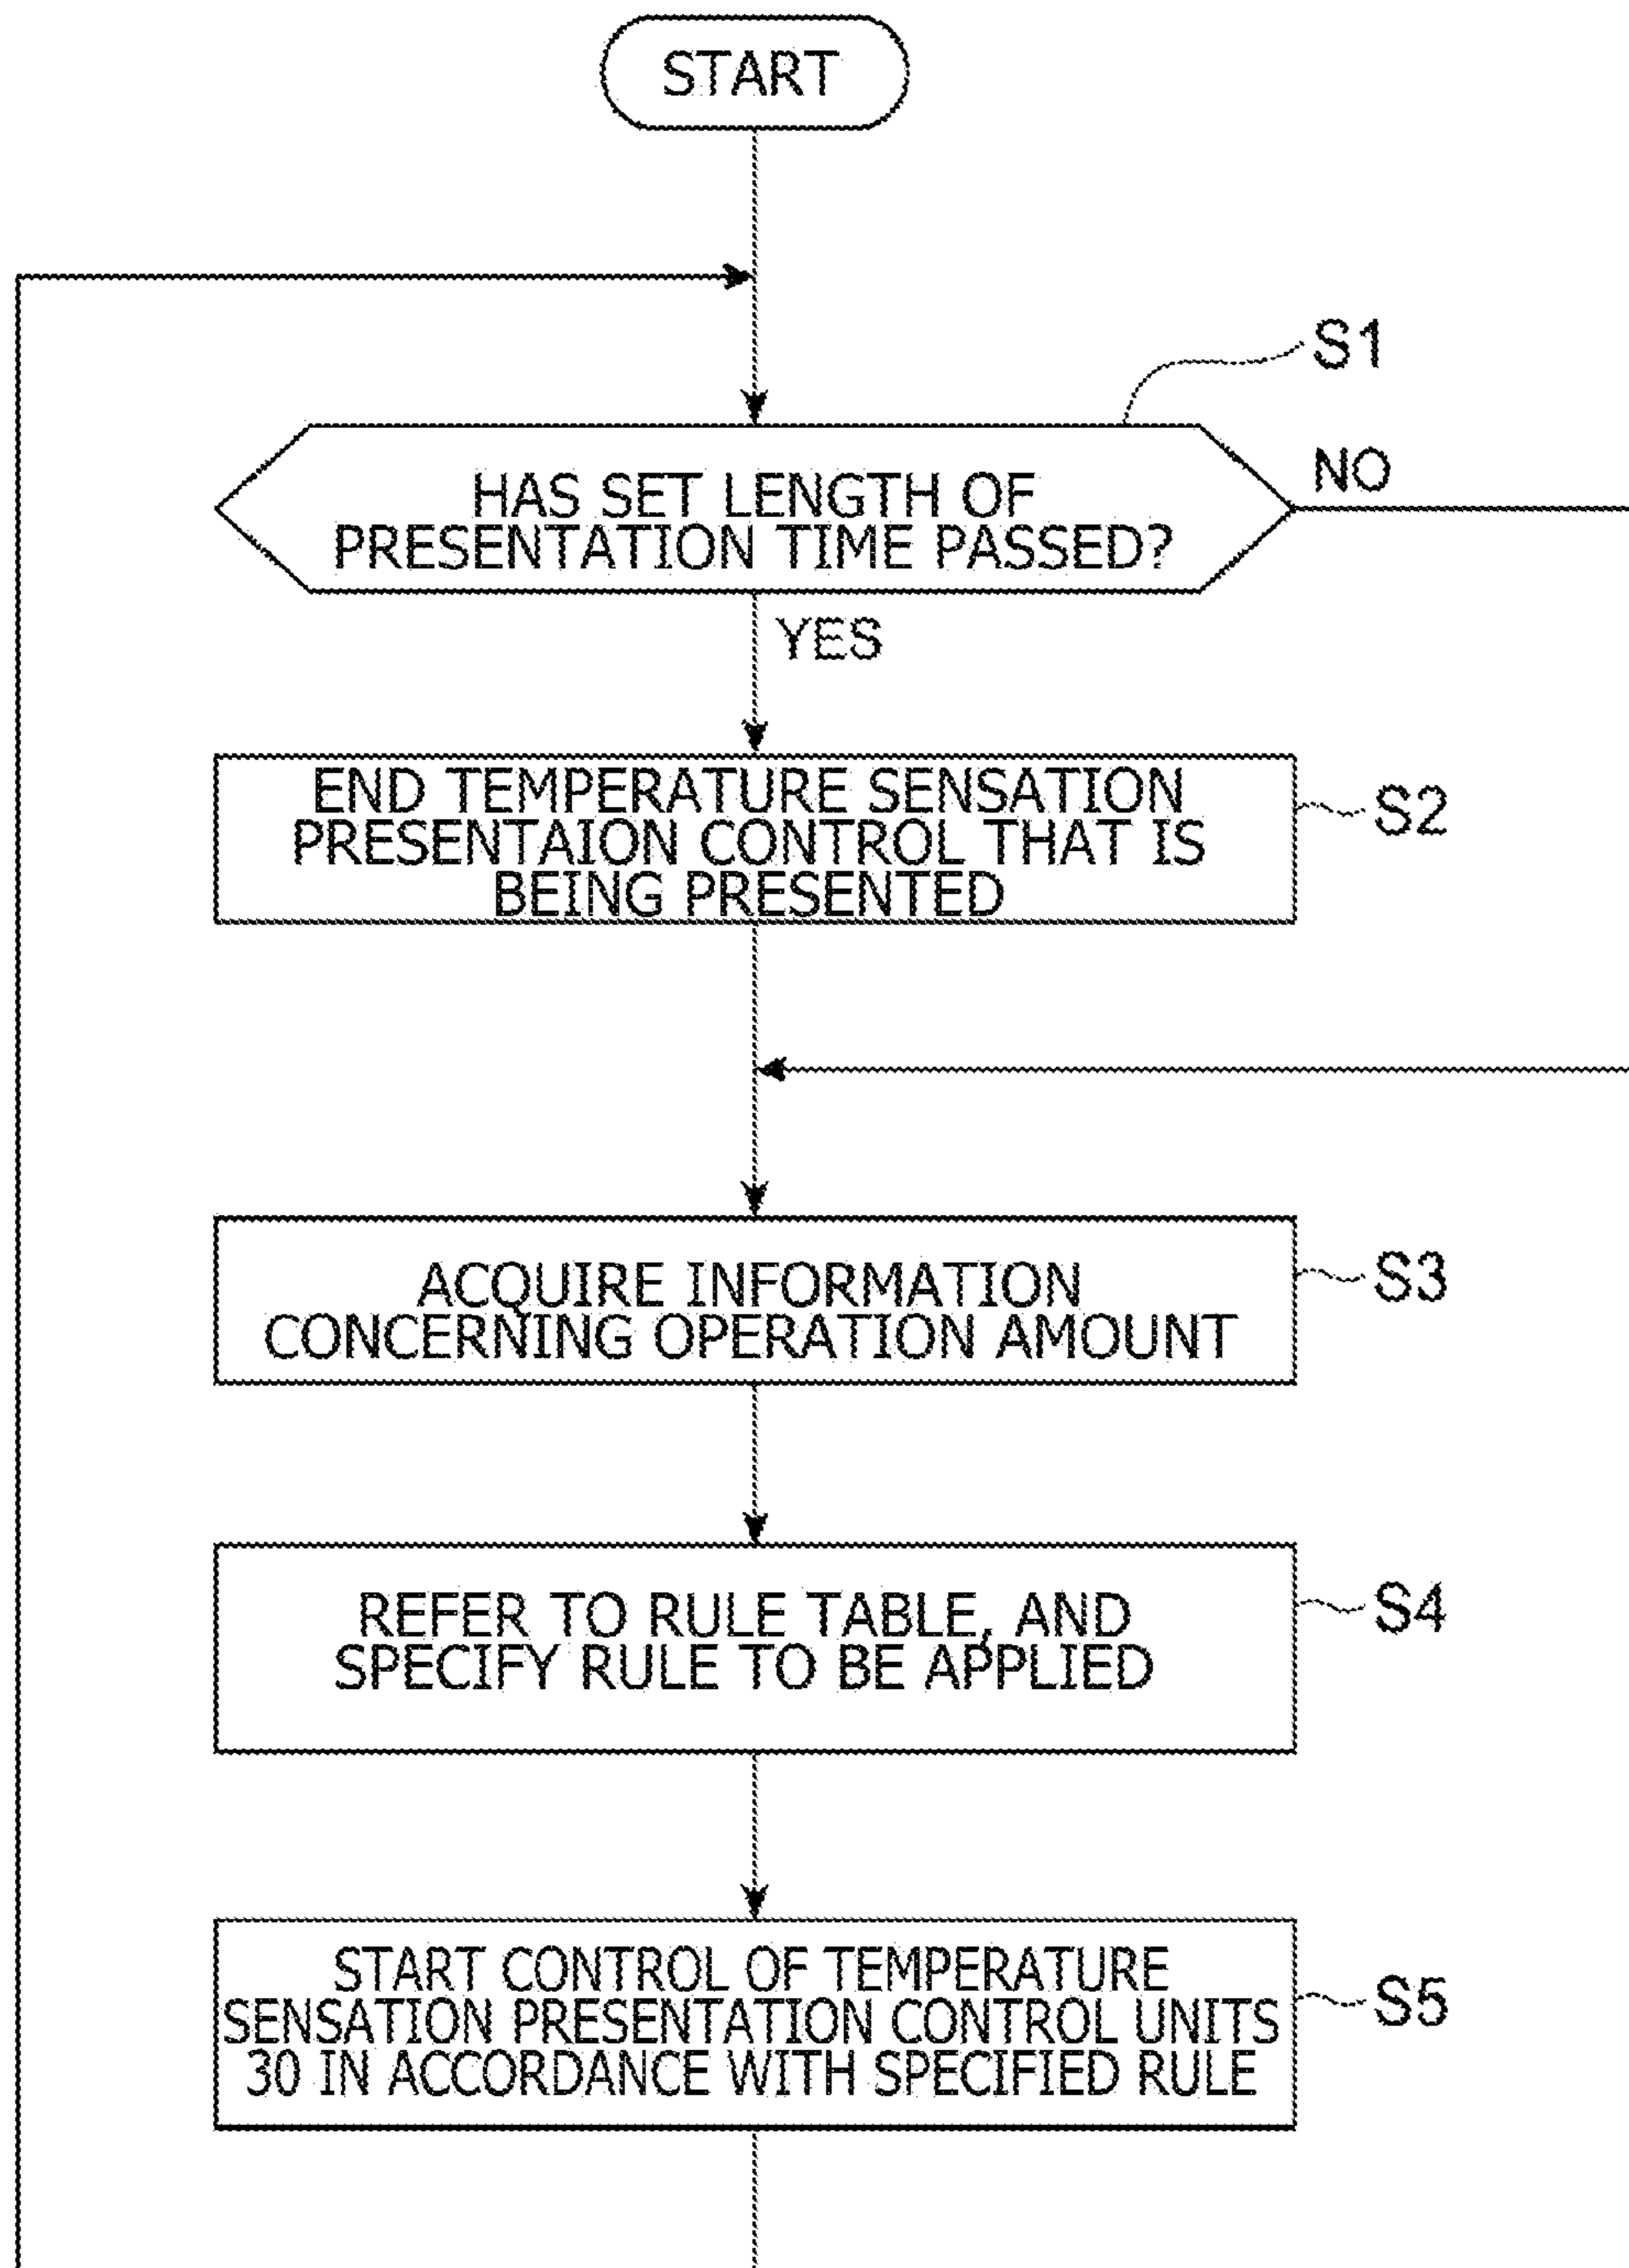 START
S1
HAS SET LENGTH OF
PRESENTATION TIME PASSED?
NO
YES
END TEMPERATURE SENSATION
PRESENTAION CONTROL THAT IS
BEING PRESENTED
S2
ACQUIRE INFORMATION
CONCERNING OPERATION AMOUNT
S3
REFER TO RULE TABLE, AND
SPECIFY RULE TO BE APPLIED
S4
START CONTROL OF TEMPERATURE
SENSATION PRESENTATION CONTROL UNITS
30 IN ACCORDANCE WITH SPECIFIED RULE
S5